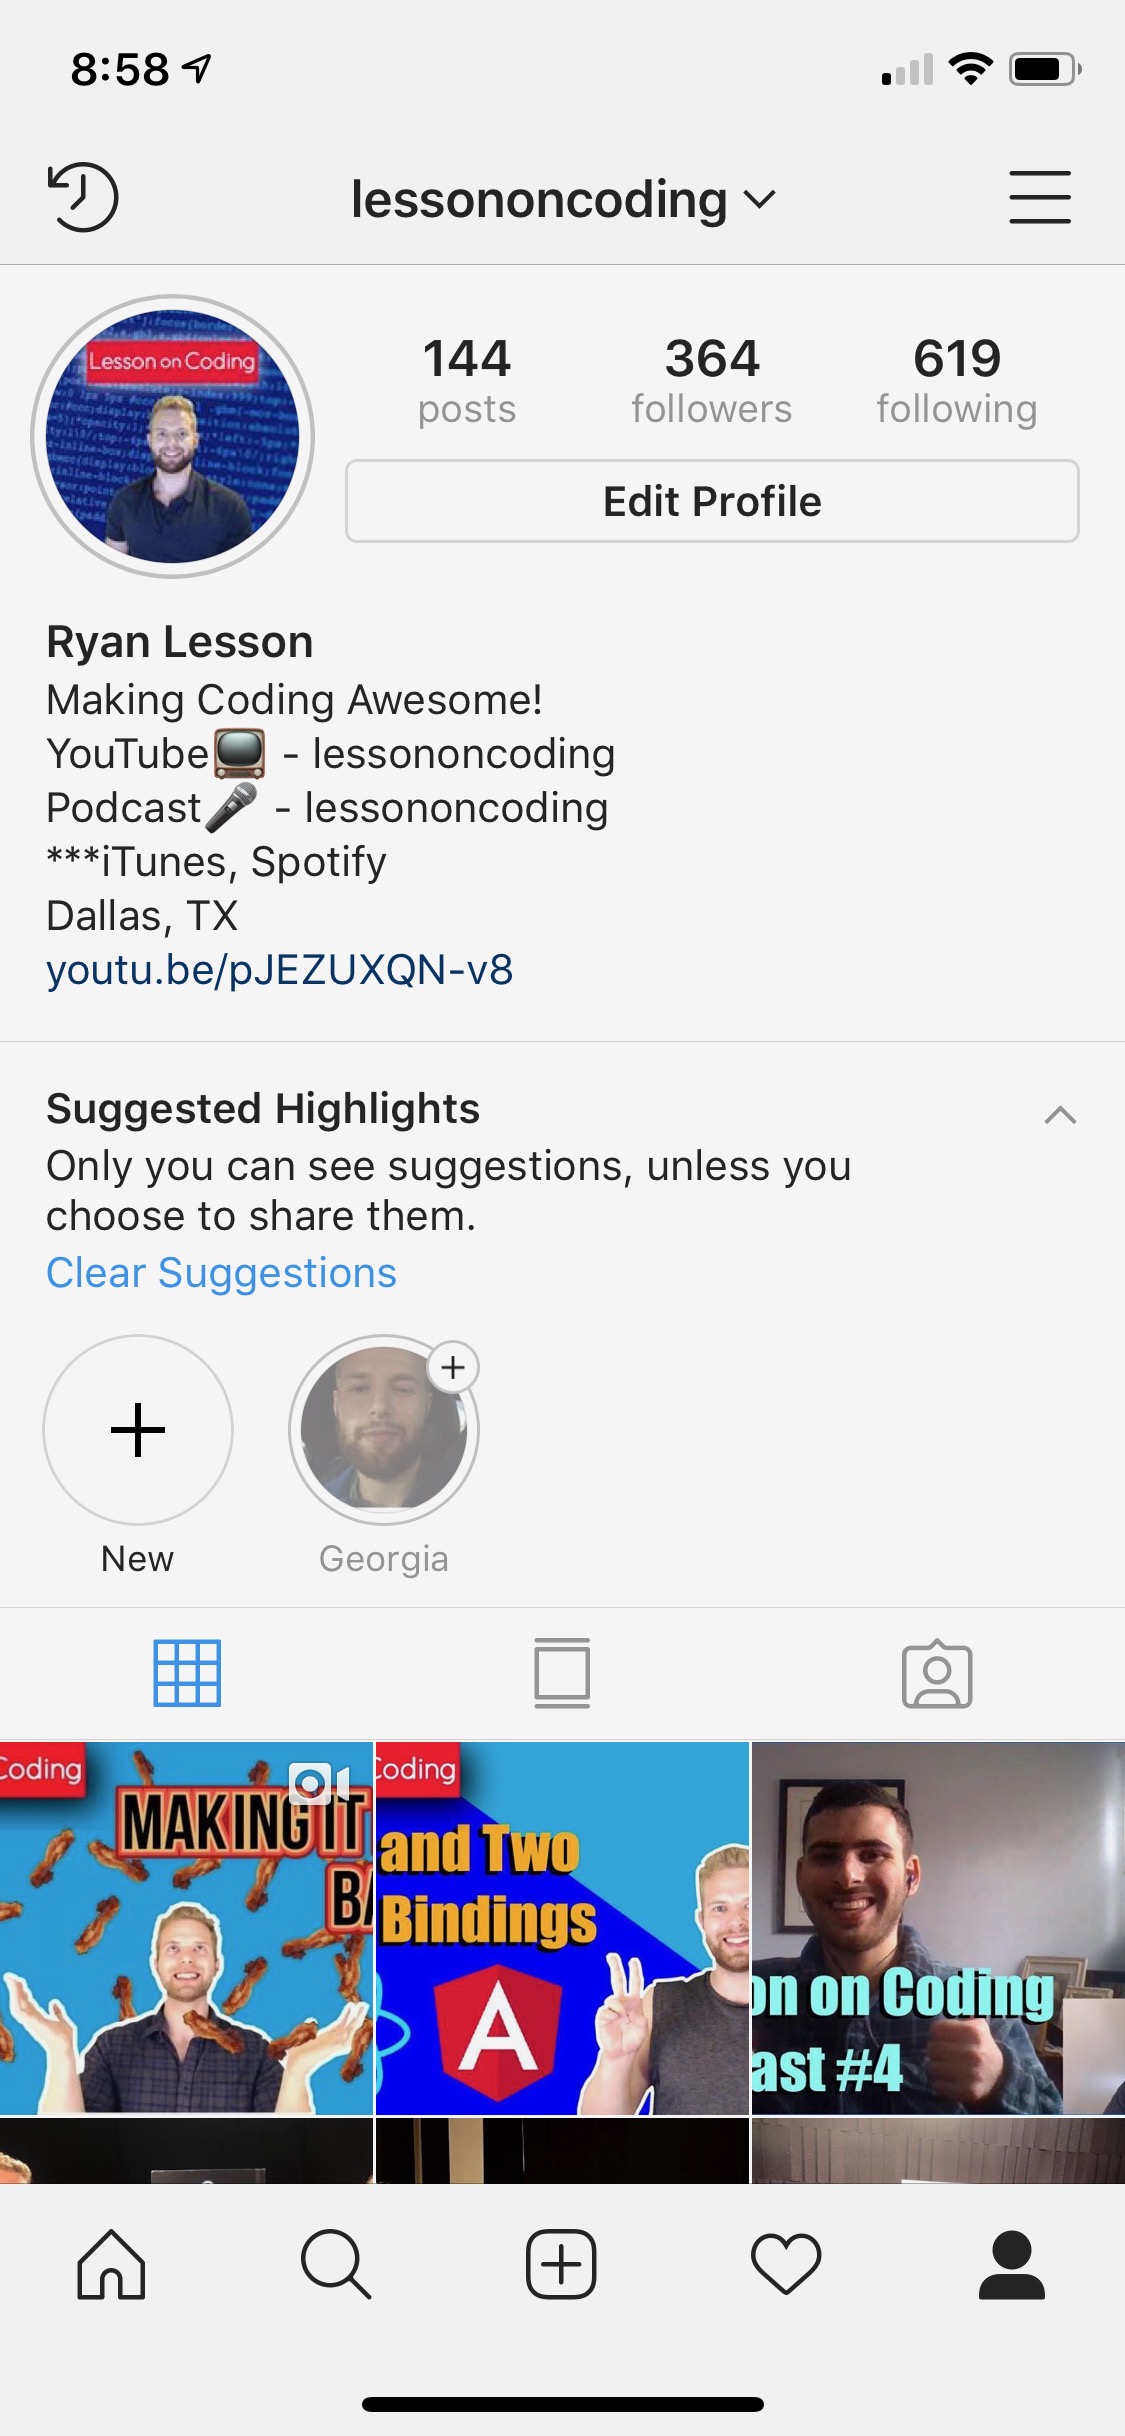 8:58
lessononcoding
Lesson on Coding
144 364 619
posts followers following
Edit Profile
Ryan Lesson
Making Coding Awesome!
YouTube📺 - lessononcoding
Podcast🎤 - lessononcoding
***iTunes, Spotify
Dallas, TX
youtu.be/pJEZUXQN-v8
Suggested Highlights
Only you can see suggestions, unless you
choose to share them.
Clear Suggestions
New Georgia
Coding
MAKING IT
BA
Coding
and Two
Bindings
A
on on Coding
ast #4